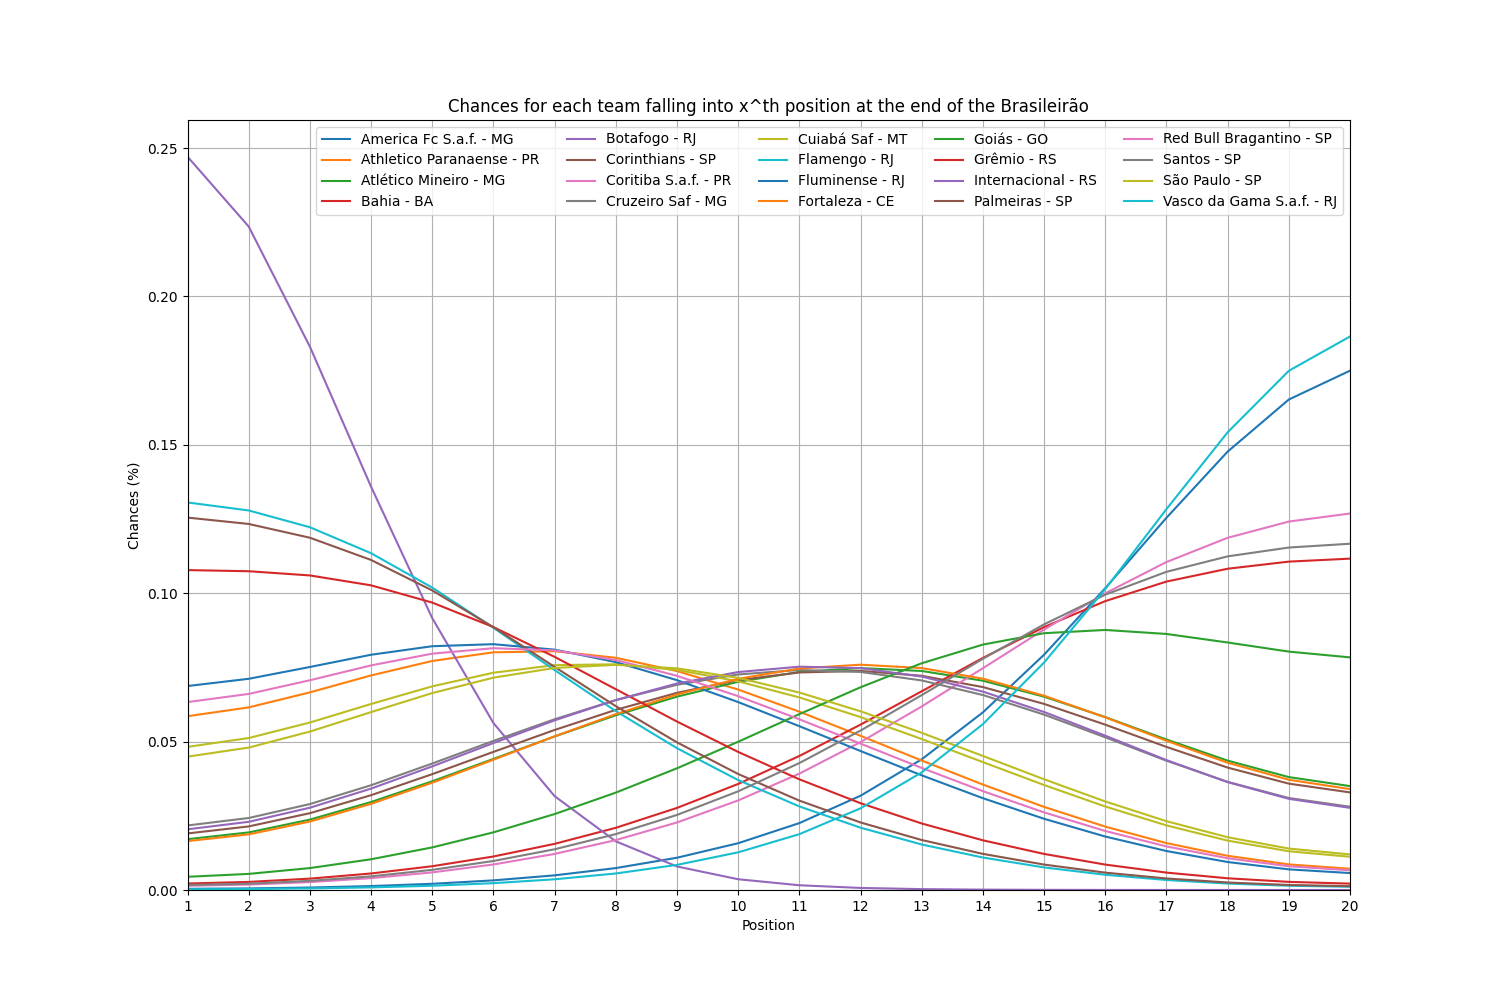 Chances for each team falling into x^th position at the end of the Brasileirão
America Fc S.a.f. - MG
Athletico Paranaense - PR
Atlético Mineiro - MG
Bahia - BA
Botafogo - RJ
Corinthians - SP
Coritiba S.a.f. - PR
Cruzeiro Saf - MG
Cuiabá Saf - MT
Flamengo - RJ
Fluminense - RJ
Fortaleza - CE
Goiás - GO
Grêmio - RS
Internacional - RS
Palmeiras - SP
Red Bull Bragantino - SP
Santos - SP
São Paulo - SP
Vasco da Gama S.a.f. - RJ
Chances (%)
0.25
0.20
0.15
0.10
0.05
0.00
1 2 3 4 5 6 7 8 9 10 11 12 13 14 15 16 17 18 19 20
Position